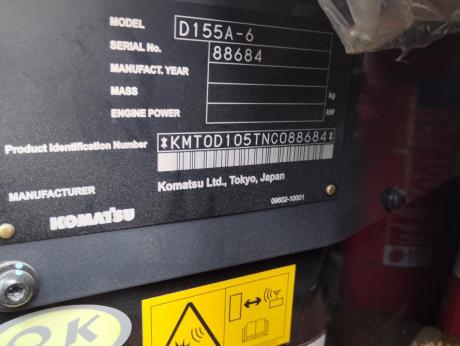 MODEL D155A-6
SERIAL No. 88684
MANUFACT. YEAR
MASS kg
ENGINE POWER kW
Product Identification Number *KMT0D105TNC088684*
MANUFACTURER Komatsu Ltd., Tokyo, Japan
KOMATSU 09602-10001
OK